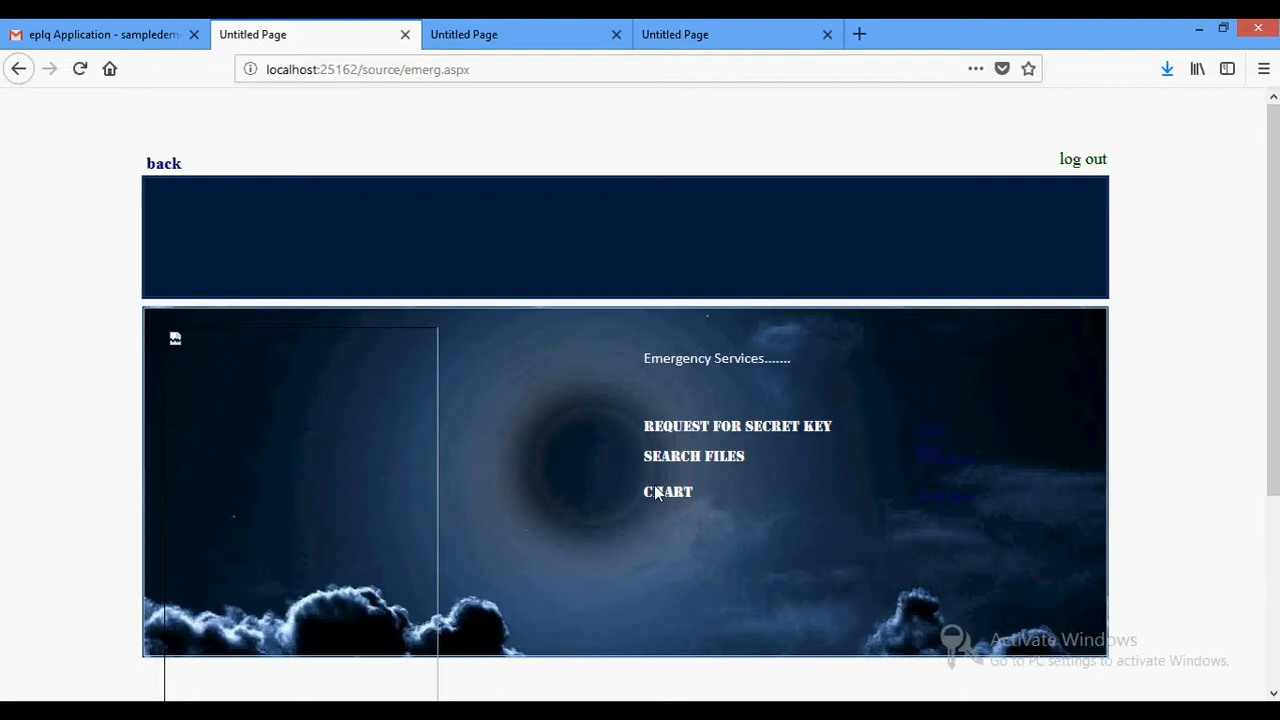 eplq Application - sampledem
Untitled Page
Untitled Page
Untitled Page
localhost:25162/source/emerg.aspx
back
log out
Emergency Services.......
REQUEST FOR SECRET KEY
SEARCH FILES
CHART
Activate Windows
Go to PC settings to activate Windows.